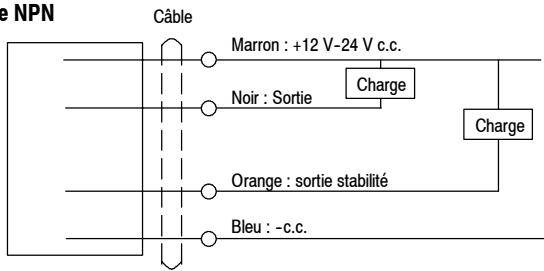 e NPN
Câble
Marron : +12 V-24 V c.c.
Charge
Noir : Sortie
Charge
Orange : sortie stabilité
Bleu : -c.c.